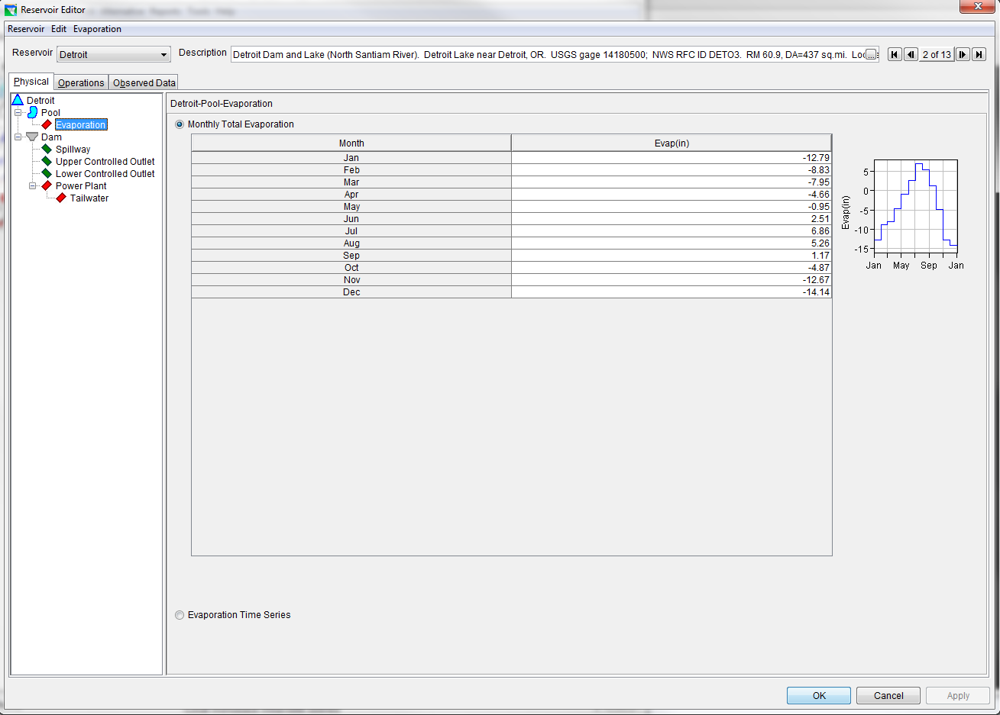 Reservoir Editor
Reservoir Edit Evaporation
Reservoir Detroit Description Detroit Dam and Lake (North Santiam River). Detroit Lake near Detroit, OR. USGS gage 14180500; NWS RFC ID DETO3. RM 60.9, DA=437 sq.mi. ... 2 of 13
Physical Operations Observed Data
Detroit
Pool
Evaporation
Dam
Spillway
Upper Controlled Outlet
Lower Controlled Outlet
Power Plant
Tailwater
Detroit-Pool-Evaporation
Monthly Total Evaporation
Month Evap(in)
Jan -12.79
Feb -8.83
Mar -7.95
Apr -4.66
May -0.95
Jun 2.51
Jul 6.86
Aug 5.26
Sep 1.17
Oct -4.87
Nov -12.67
Dec -14.14
Evap(in)
5
0
-5
-10
-15
Jan May Sep Jan
Evaporation Time Series
OK Cancel Apply